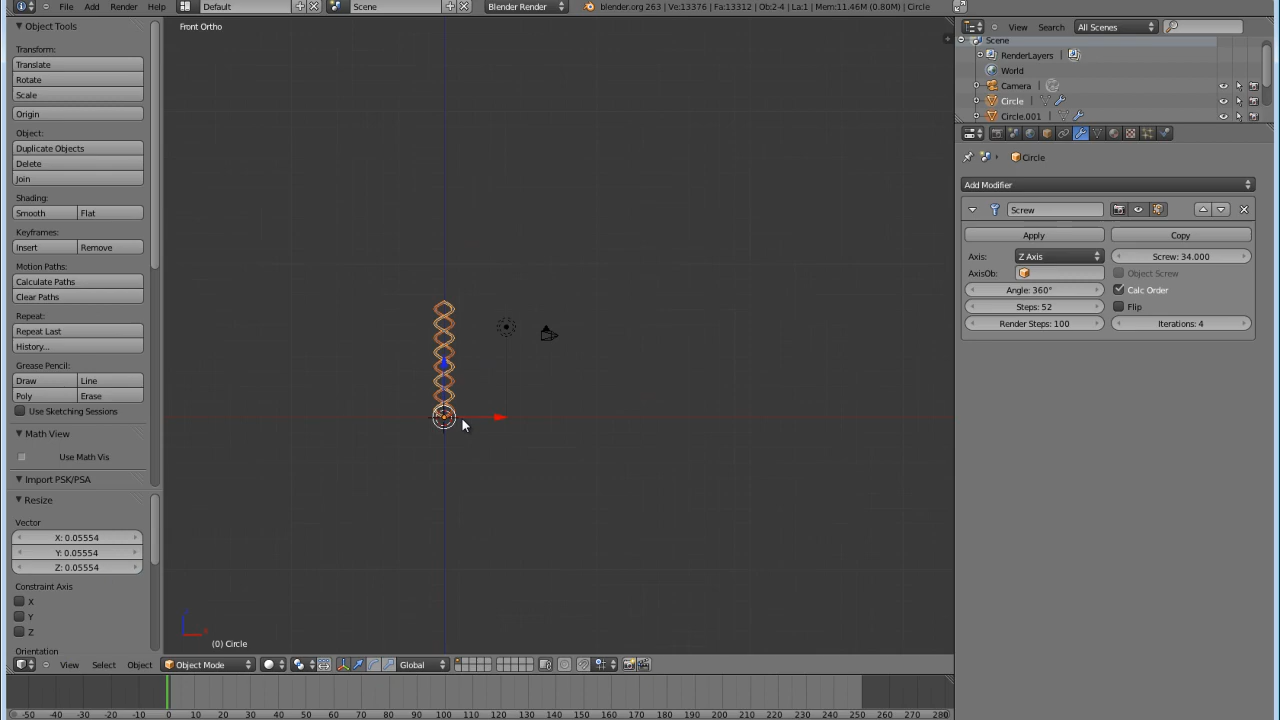 File Add Render Help Default Scene Blender Render blender.org 263 | Ve:13376 | Fa:13312 | Ob:2-4 | La:1 | Mem:11.46M (0.80M) | Circle
Object Tools
Transform:
Translate
Rotate
Scale
Origin
Object:
Duplicate Objects
Delete
Join
Shading:
Smooth Flat
Keyframes:
Insert Remove
Motion Paths:
Calculate Paths
Clear Paths
Repeat:
Repeat Last
History...
Grease Pencil:
Draw Line
Poly Erase
Use Sketching Sessions
Math View
Use Math Vis
Import PSK/PSA
Resize
Vector
X: 0.05554
Y: 0.05554
Z: 0.05554
Constraint Axis
X
Y
Z
Orientation
Front Ortho
(0) Circle
View Select Object Object Mode Global
-50 -40 -30 -20 -10 0 10 20 30 40 50 60 70 80 90 100 110 120 130 140 150 160 170 180 190 200 210 220 230 240 250 260 270 280
View Search All Scenes
Scene
RenderLayers
World
Camera
Circle
Circle.001
Circle
Add Modifier
Screw
Apply Copy
Axis: Z Axis Screw: 34.000
AxisOb: Object Screw
Angle: 360° Calc Order
Steps: 52 Flip
Render Steps: 100 Iterations: 4